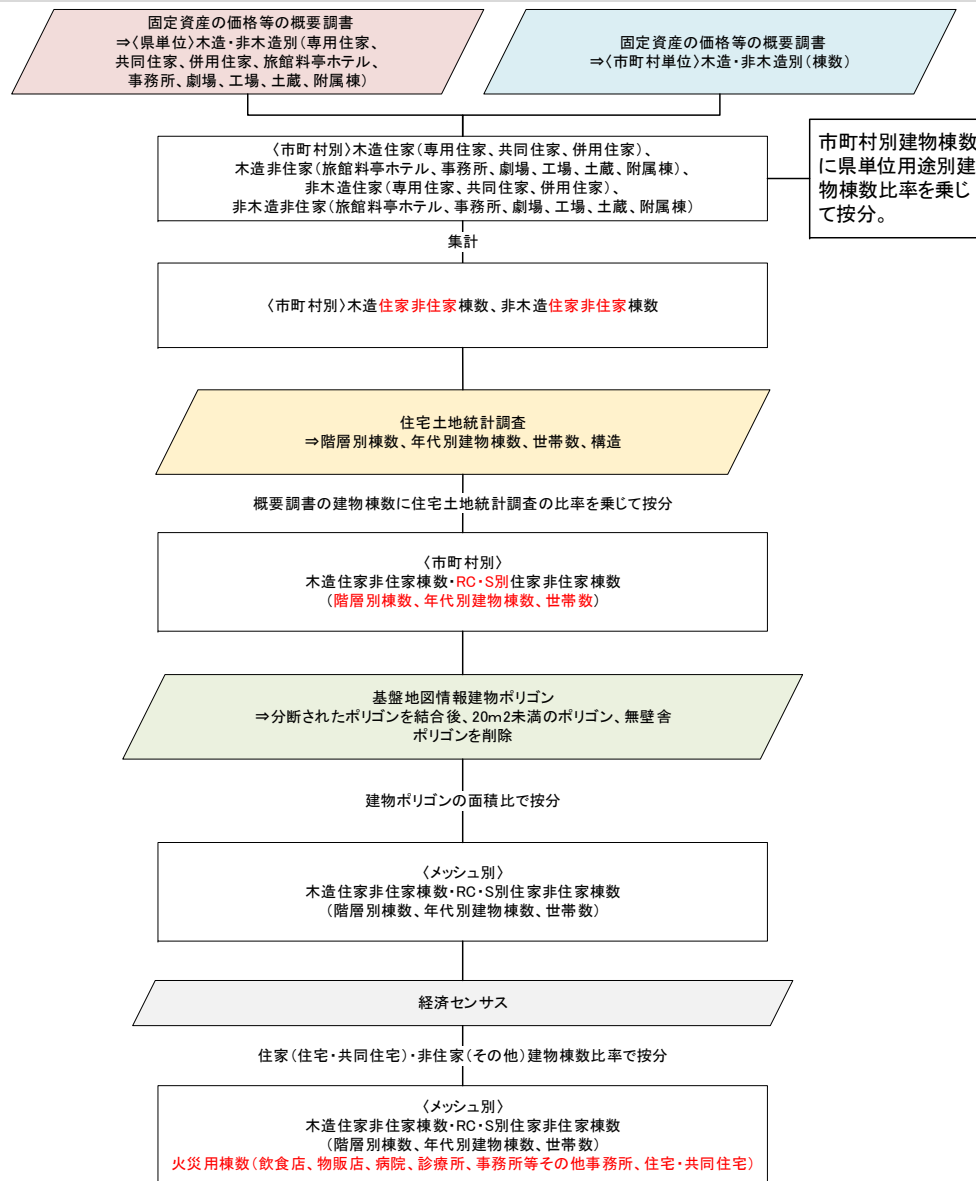 固定資産の価格等の概要調書
⇒〈県単位〉木造・非木造別(専用住家、
共同住家、併用住家、旅館料亭ホテル、
事務所、劇場、工場、土蔵、附属棟)
固定資産の価格等の概要調書
⇒〈市町村単位〉木造・非木造別(棟数)
〈市町村別〉木造住家(専用住家、共同住家、併用住家)、
木造非住家(旅館料亭ホテル、事務所、劇場、工場、土蔵、附属棟)、
非木造住家(専用住家、共同住家、併用住家)、
非木造非住家(旅館料亭ホテル、事務所、劇場、工場、土蔵、附属棟)
市町村別建物棟数
に県単位用途別建
物棟数比率を乗じ
て按分。
集計
〈市町村別〉木造住家非住家棟数、非木造住家非住家棟数
住宅土地統計調査
⇒階層別棟数、年代別建物棟数、世帯数、構造
概要調書の建物棟数に住宅土地統計調査の比率を乗じて按分
〈市町村別〉
木造住家非住家棟数・RC・S別住家非住家棟数
(階層別棟数、年代別建物棟数、世帯数)
基盤地図情報建物ポリゴン
⇒分断されたポリゴンを結合後、20m2未満のポリゴン、無壁舎
ポリゴンを削除
建物ポリゴンの面積比で按分
〈メッシュ別〉
木造住家非住家棟数・RC・S別住家非住家棟数
(階層別棟数、年代別建物棟数、世帯数)
経済センサス
住家(住宅・共同住宅)・非住家(その他)建物棟数比率で按分
〈メッシュ別〉
木造住家非住家棟数・RC・S別住家非住家棟数
(階層別棟数、年代別建物棟数、世帯数)
火災用棟数(飲食店、物販店、病院、診療所、事務所等その他事務所、住宅・共同住宅)